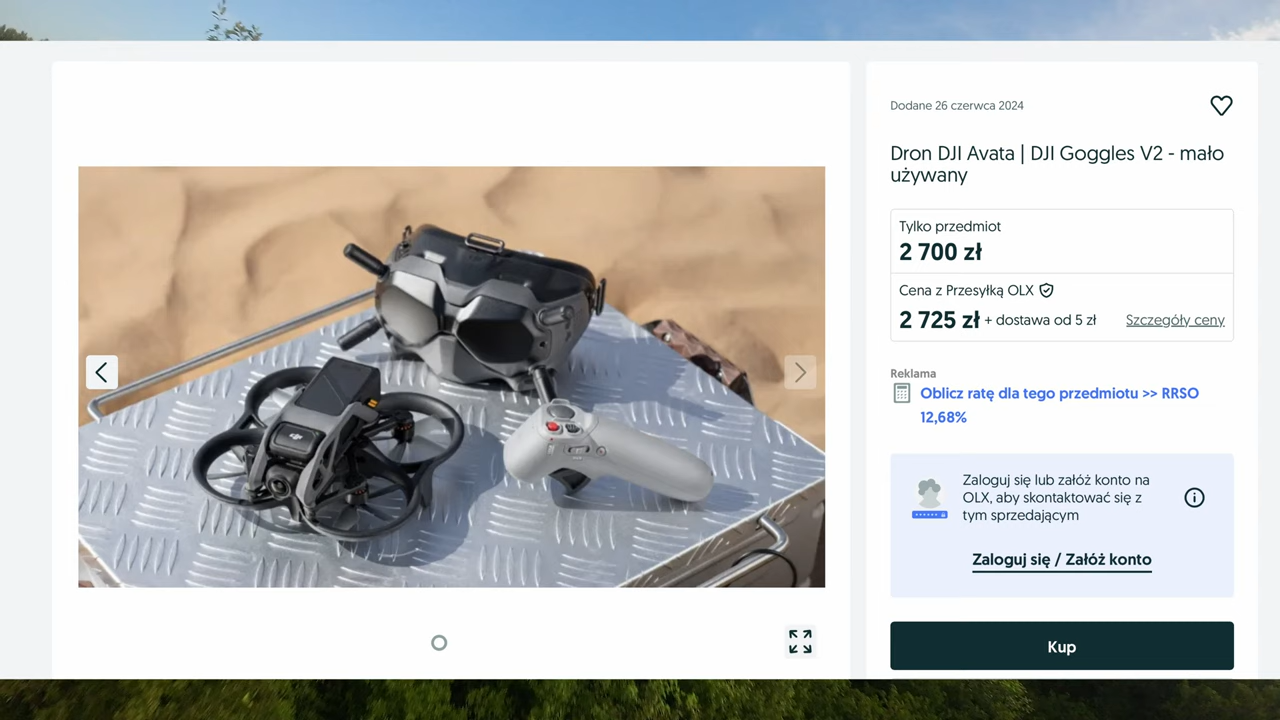 Dodane 26 czerwca 2024
Dron DJI Avata | DJI Goggles V2 - mało
używany
Tylko przedmiot
2 700 zł
Cena z Przesyłką OLX
2 725 zł + dostawa od 5 zł Szczegóły ceny
Reklama
Oblicz ratę dla tego przedmiotu >> RRSO
12,68%
Zaloguj się lub załóż konto na
OLX, aby skontaktować się z
tym sprzedającym
Zaloguj się / Załóż konto
Kup
dji